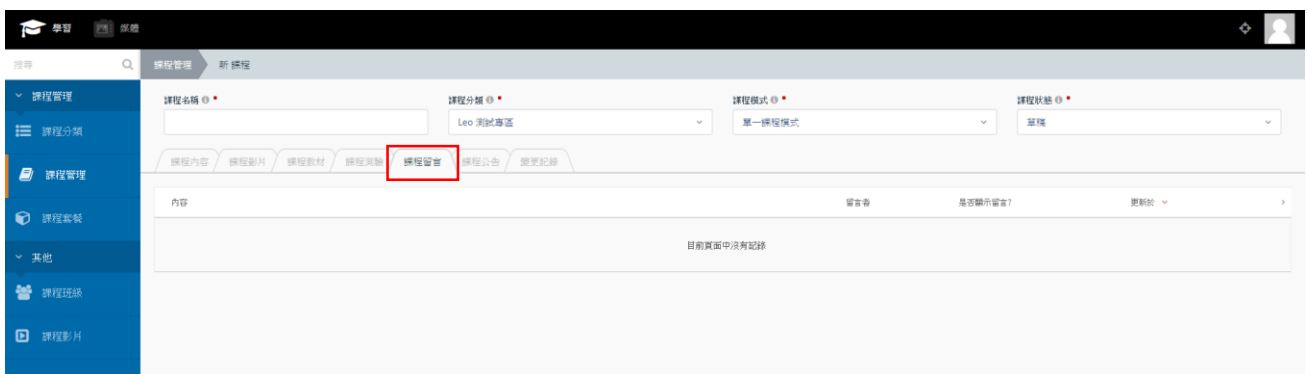 學習 媒體
搜尋 課程管理 新 課程
課程管理
課程分類
課程管理
課程套餐
其他
課程班級
課程影片
課程名稱 * 課程分類 * 課程模式 * 課程狀態 *
Leo 測試專區 單一課程模式 草稿
課程內容 課程影片 課程教材 課程測驗 課程留言 課程公告 變更記錄
內容 留言者 是否顯示留言? 更新於
目前頁面中沒有記錄